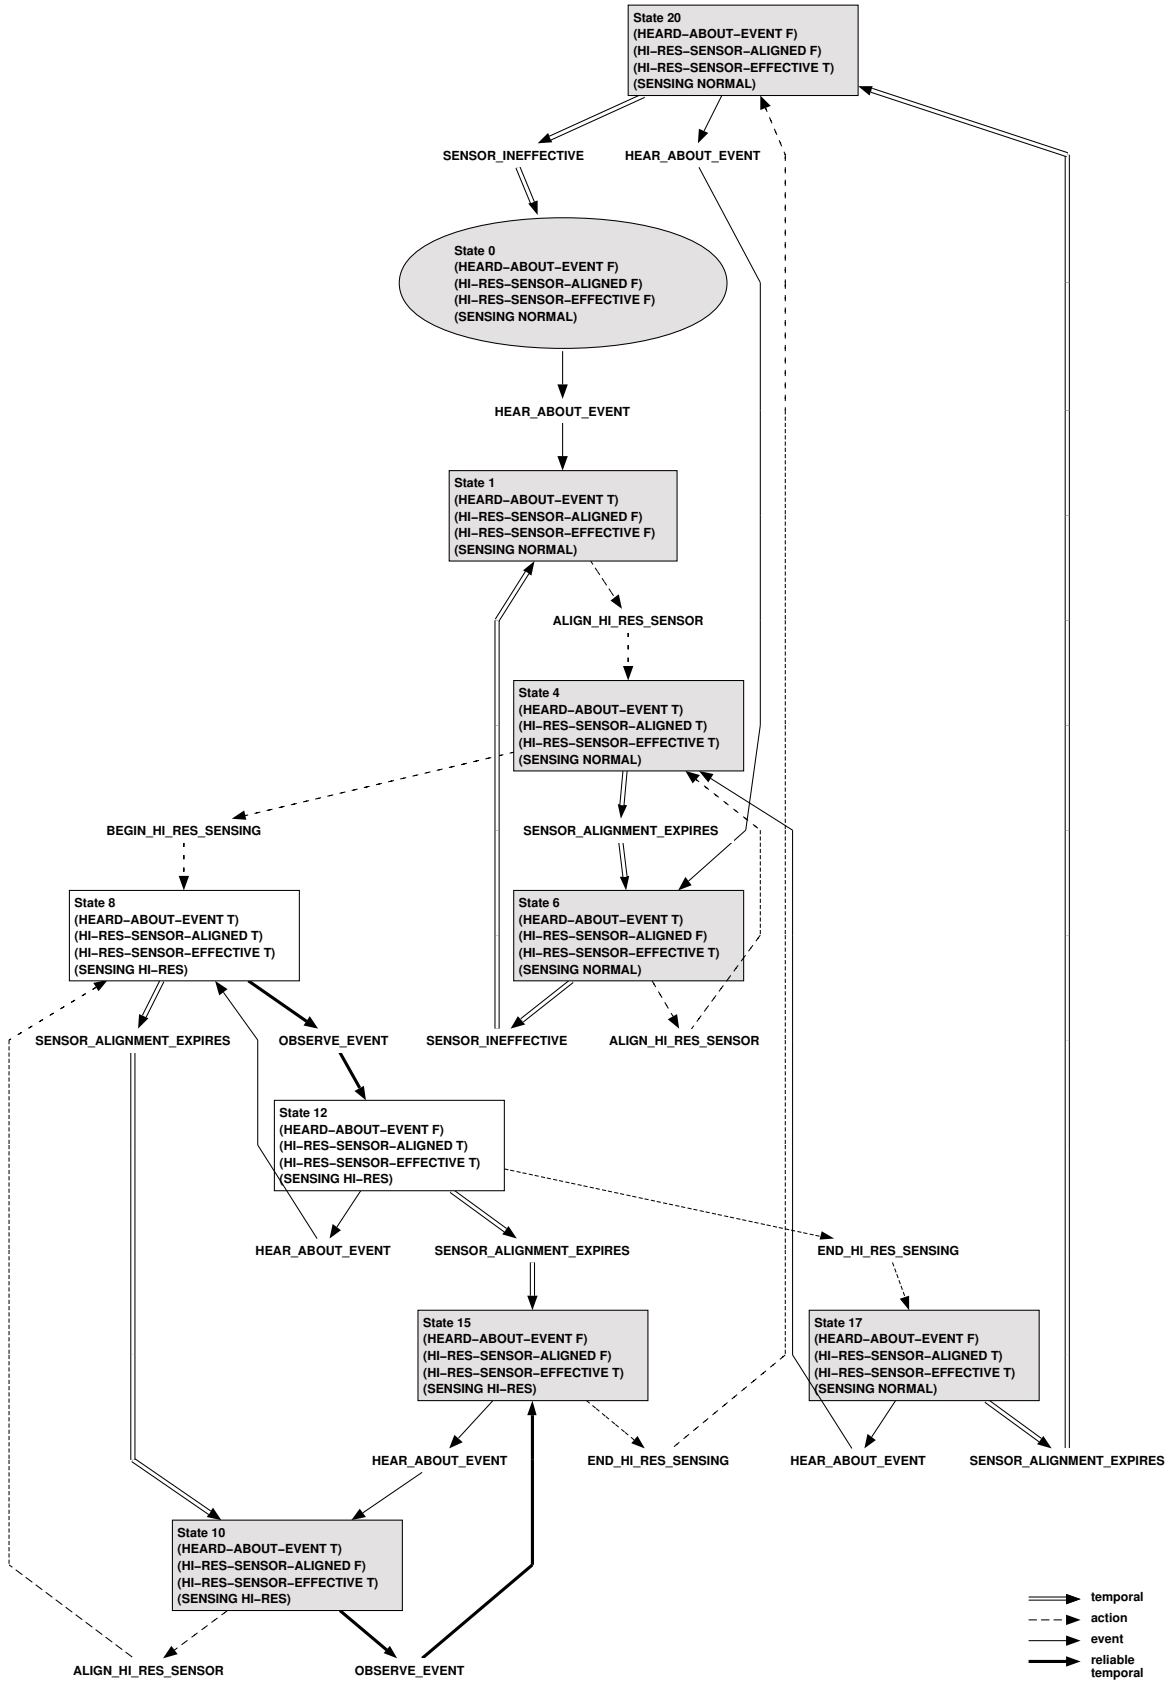 State 20
(HEARD−ABOUT−EVENT F)
(HI−RES−SENSOR−ALIGNED F)
(HI−RES−SENSOR−EFFECTIVE T)
(SENSING NORMAL)
SENSOR_INEFFECTIVE
HEAR_ABOUT_EVENT
State 0
(HEARD−ABOUT−EVENT F)
(HI−RES−SENSOR−ALIGNED F)
(HI−RES−SENSOR−EFFECTIVE F)
(SENSING NORMAL)
HEAR_ABOUT_EVENT
State 1
(HEARD−ABOUT−EVENT T)
(HI−RES−SENSOR−ALIGNED F)
(HI−RES−SENSOR−EFFECTIVE F)
(SENSING NORMAL)
ALIGN_HI_RES_SENSOR
State 4
(HEARD−ABOUT−EVENT T)
(HI−RES−SENSOR−ALIGNED T)
(HI−RES−SENSOR−EFFECTIVE T)
(SENSING NORMAL)
BEGIN_HI_RES_SENSING
SENSOR_ALIGNMENT_EXPIRES
State 8
(HEARD−ABOUT−EVENT T)
(HI−RES−SENSOR−ALIGNED T)
(HI−RES−SENSOR−EFFECTIVE T)
(SENSING HI−RES)
State 6
(HEARD−ABOUT−EVENT T)
(HI−RES−SENSOR−ALIGNED F)
(HI−RES−SENSOR−EFFECTIVE T)
(SENSING NORMAL)
SENSOR_ALIGNMENT_EXPIRES
OBSERVE_EVENT
SENSOR_INEFFECTIVE
ALIGN_HI_RES_SENSOR
State 12
(HEARD−ABOUT−EVENT F)
(HI−RES−SENSOR−ALIGNED T)
(HI−RES−SENSOR−EFFECTIVE T)
(SENSING HI−RES)
HEAR_ABOUT_EVENT
SENSOR_ALIGNMENT_EXPIRES
END_HI_RES_SENSING
State 15
(HEARD−ABOUT−EVENT F)
(HI−RES−SENSOR−ALIGNED F)
(HI−RES−SENSOR−EFFECTIVE T)
(SENSING HI−RES)
State 17
(HEARD−ABOUT−EVENT F)
(HI−RES−SENSOR−ALIGNED T)
(HI−RES−SENSOR−EFFECTIVE T)
(SENSING NORMAL)
HEAR_ABOUT_EVENT
END_HI_RES_SENSING
HEAR_ABOUT_EVENT
SENSOR_ALIGNMENT_EXPIRES
State 10
(HEARD−ABOUT−EVENT T)
(HI−RES−SENSOR−ALIGNED F)
(HI−RES−SENSOR−EFFECTIVE T)
(SENSING HI−RES)
ALIGN_HI_RES_SENSOR
OBSERVE_EVENT
temporal
action
event
reliable
temporal